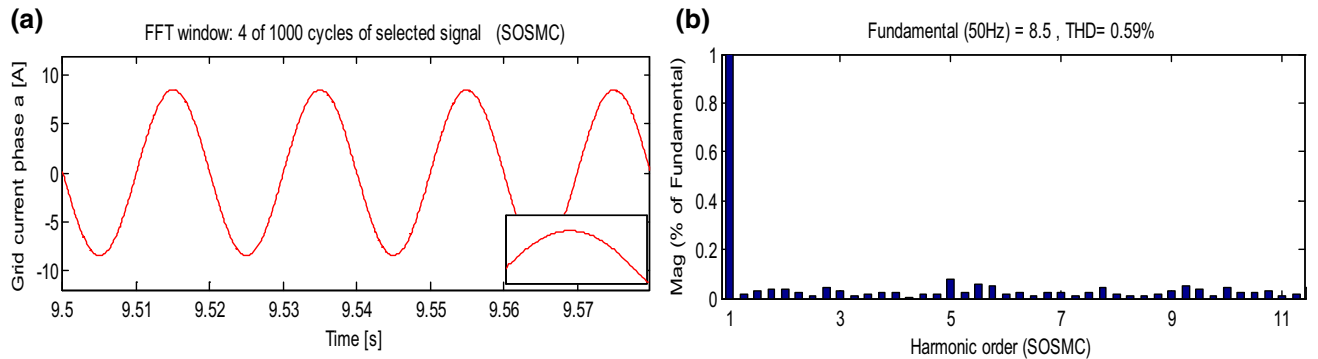 (a)
FFT window: 4 of 1000 cycles of selected signal (SOSMC)
Grid current phase a [A]
10
5
0
-5
-10
9.5 9.51 9.52 9.53 9.54 9.55 9.56 9.57
Time [s]
(b)
Fundamental (50Hz) = 8.5 , THD= 0.59%
Mag (% of Fundamental)
1
0.8
0.6
0.4
0.2
0
1 3 5 7 9 11
Harmonic order (SOSMC)